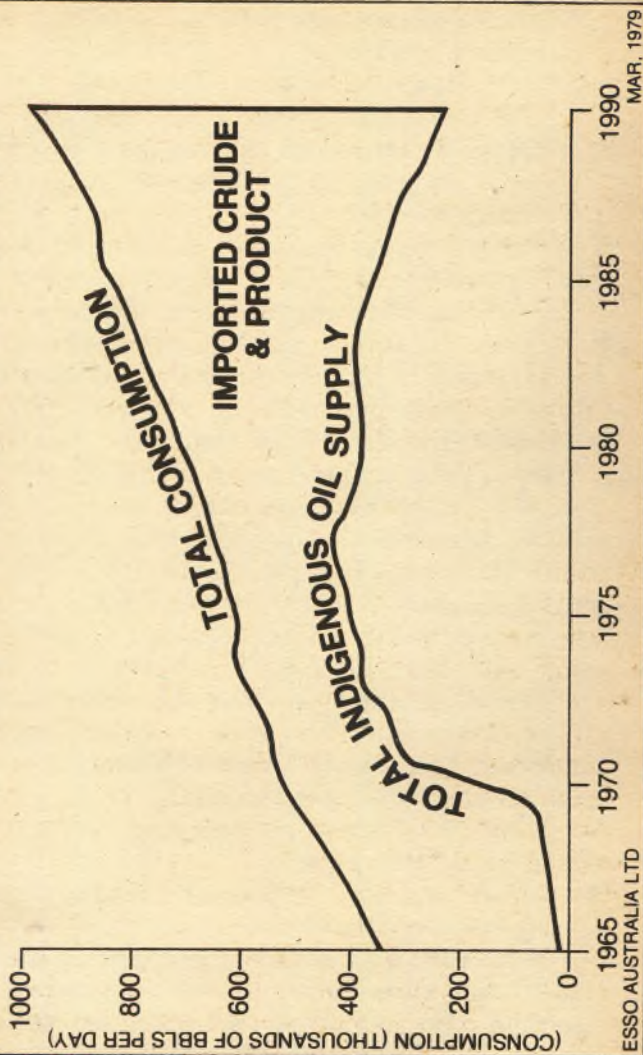 1000
800
600
400
200
0
(CONSUMPTION (THOUSANDS OF BBLS PER DAY)
TOTAL CONSUMPTION
IMPORTED CRUDE
& PRODUCT
TOTAL INDIGENOUS OIL SUPPLY
1965
1970
1975
1980
1985
1990
ESSO AUSTRALIA LTD
MAR. 1979